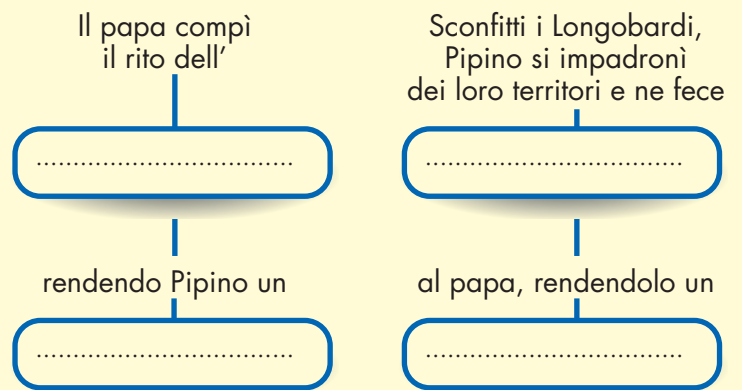 Il papa compì
il rito dell’
.................................
rendendo Pipino un
.................................
Sconfitti i Longobardi,
Pipino si impadronì
dei loro territori e ne fece
.................................
al papa, rendendolo un
.................................